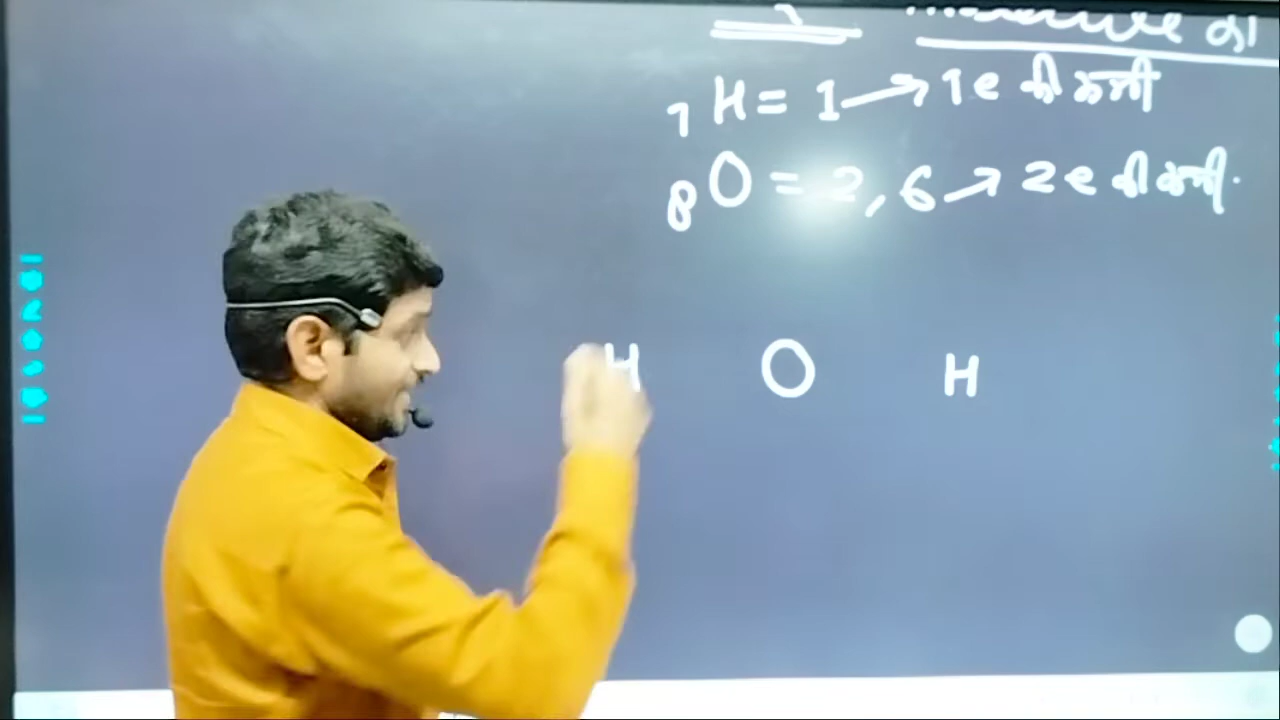 का
1H = 1 → 1e की कमी
8O = 2, 6 → 2e की कमी.
H O H